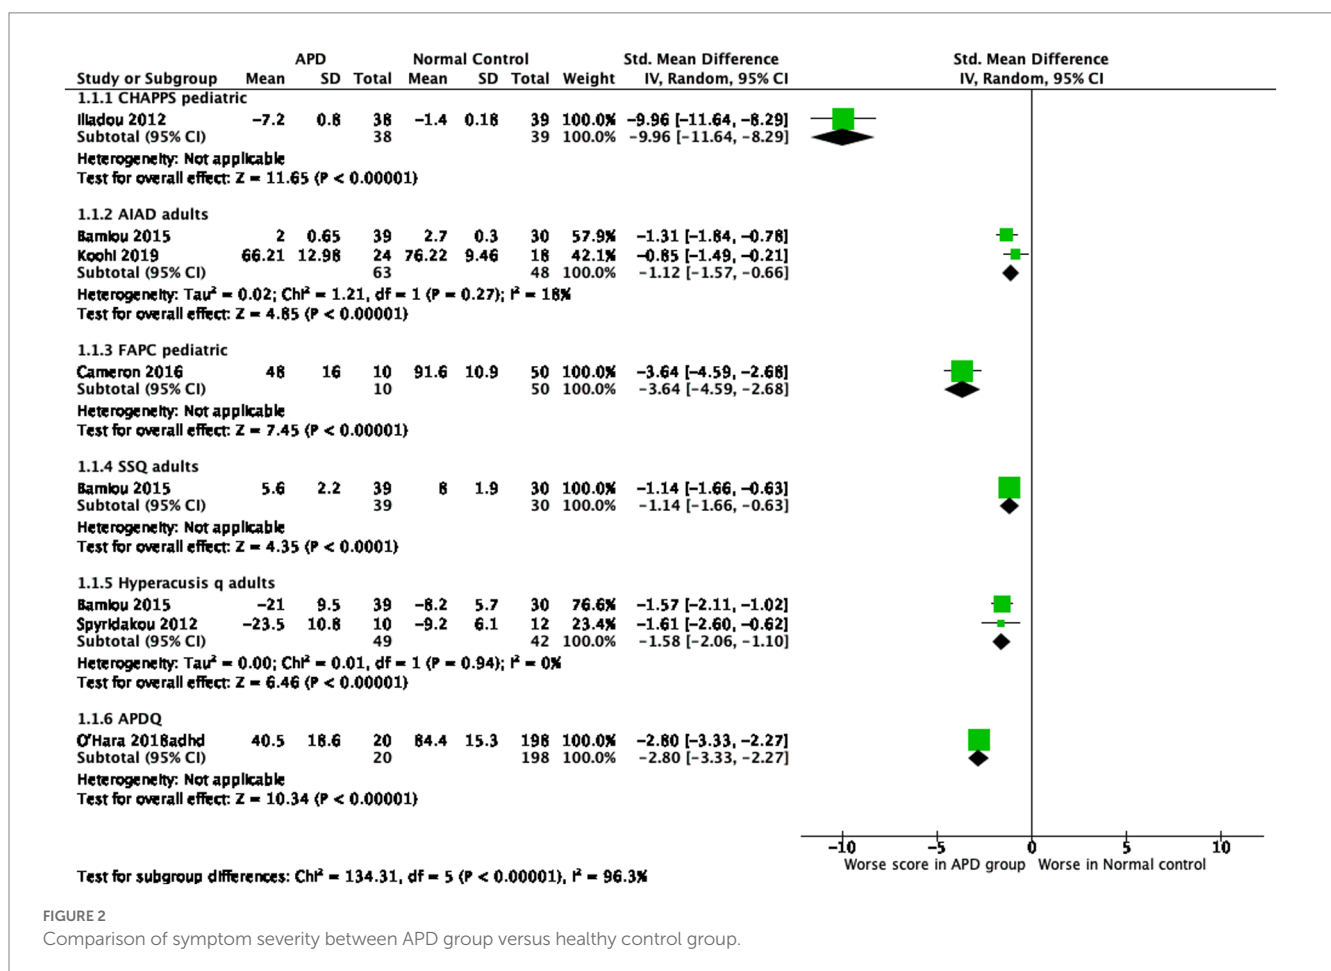 APD Normal Control Std. Mean Difference Std. Mean Difference
Study or Subgroup Mean SD Total Mean SD Total Weight IV, Random, 95% CI IV, Random, 95% CI
1.1.1 CHAPPS pediatric
Iliadou 2012 −7.2 0.8 38 −1.4 0.18 39 100.0% −9.96 [−11.64, −8.29]
Subtotal (95% CI) 38 39 100.0% −9.96 [−11.64, −8.29]
Heterogeneity: Not applicable
Test for overall effect: Z = 11.65 (P < 0.00001)
1.1.2 AIAD adults
Bamiou 2015 2 0.65 39 2.7 0.3 30 57.9% −1.31 [−1.84, −0.78]
Koohi 2019 66.21 12.98 24 76.22 9.46 18 42.1% −0.85 [−1.49, −0.21]
Subtotal (95% CI) 63 48 100.0% −1.12 [−1.57, −0.66]
Heterogeneity: Tau² = 0.02; Chi² = 1.21, df = 1 (P = 0.27); I² = 18%
Test for overall effect: Z = 4.85 (P < 0.00001)
1.1.3 FAPC pediatric
Cameron 2016 48 16 10 91.6 10.9 50 100.0% −3.64 [−4.59, −2.68]
Subtotal (95% CI) 10 50 100.0% −3.64 [−4.59, −2.68]
Heterogeneity: Not applicable
Test for overall effect: Z = 7.45 (P < 0.00001)
1.1.4 SSQ adults
Bamiou 2015 5.6 2.2 39 8 1.9 30 100.0% −1.14 [−1.66, −0.63]
Subtotal (95% CI) 39 30 100.0% −1.14 [−1.66, −0.63]
Heterogeneity: Not applicable
Test for overall effect: Z = 4.35 (P < 0.0001)
1.1.5 Hyperacusis q adults
Bamiou 2015 −21 9.5 39 −8.2 5.7 30 76.6% −1.57 [−2.11, −1.02]
Spyridakou 2012 −23.5 10.8 10 −9.2 6.1 12 23.4% −1.61 [−2.60, −0.62]
Subtotal (95% CI) 49 42 100.0% −1.58 [−2.06, −1.10]
Heterogeneity: Tau² = 0.00; Chi² = 0.01, df = 1 (P = 0.94); I² = 0%
Test for overall effect: Z = 6.46 (P < 0.00001)
1.1.6 APDQ
O'Hara 2018adhd 40.5 18.6 20 84.4 15.3 198 100.0% −2.80 [−3.33, −2.27]
Subtotal (95% CI) 20 198 100.0% −2.80 [−3.33, −2.27]
Heterogeneity: Not applicable
Test for overall effect: Z = 10.34 (P < 0.00001)
−10 −5 0 5 10
Worse score in APD group Worse in Normal control
Test for subgroup differences: Chi² = 134.31, df = 5 (P < 0.00001), I² = 96.3%
FIGURE 2
Comparison of symptom severity between APD group versus healthy control group.